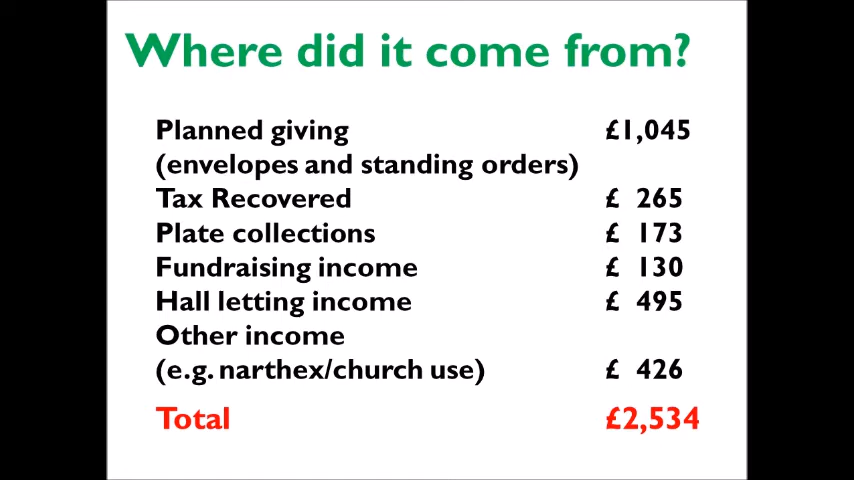 Where did it come from?
Planned giving £1,045
(envelopes and standing orders)
Tax Recovered £ 265
Plate collections £ 173
Fundraising income £ 130
Hall letting income £ 495
Other income
(e.g. narthex/church use) £ 426
Total £2,534